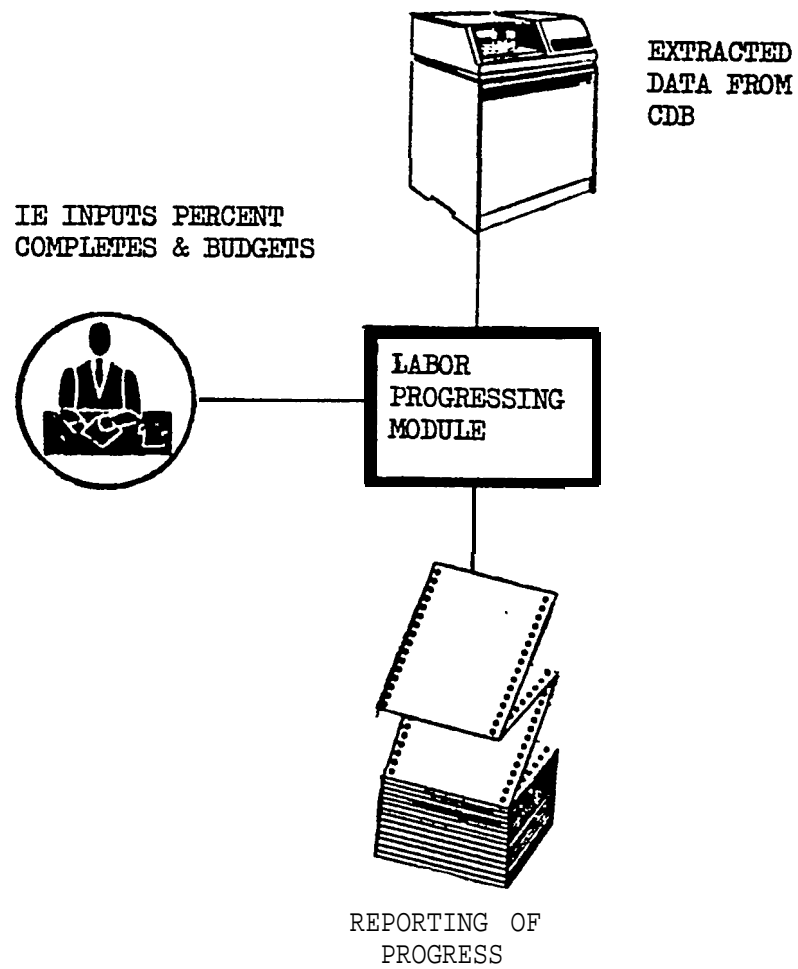 EXTRACTED
DATA FROM
CDB
IE INPUTS PERCENT
COMPLETES & BUDGETS
LABOR
PROGRESSING
MODULE
REPORTING OF
PROGRESS